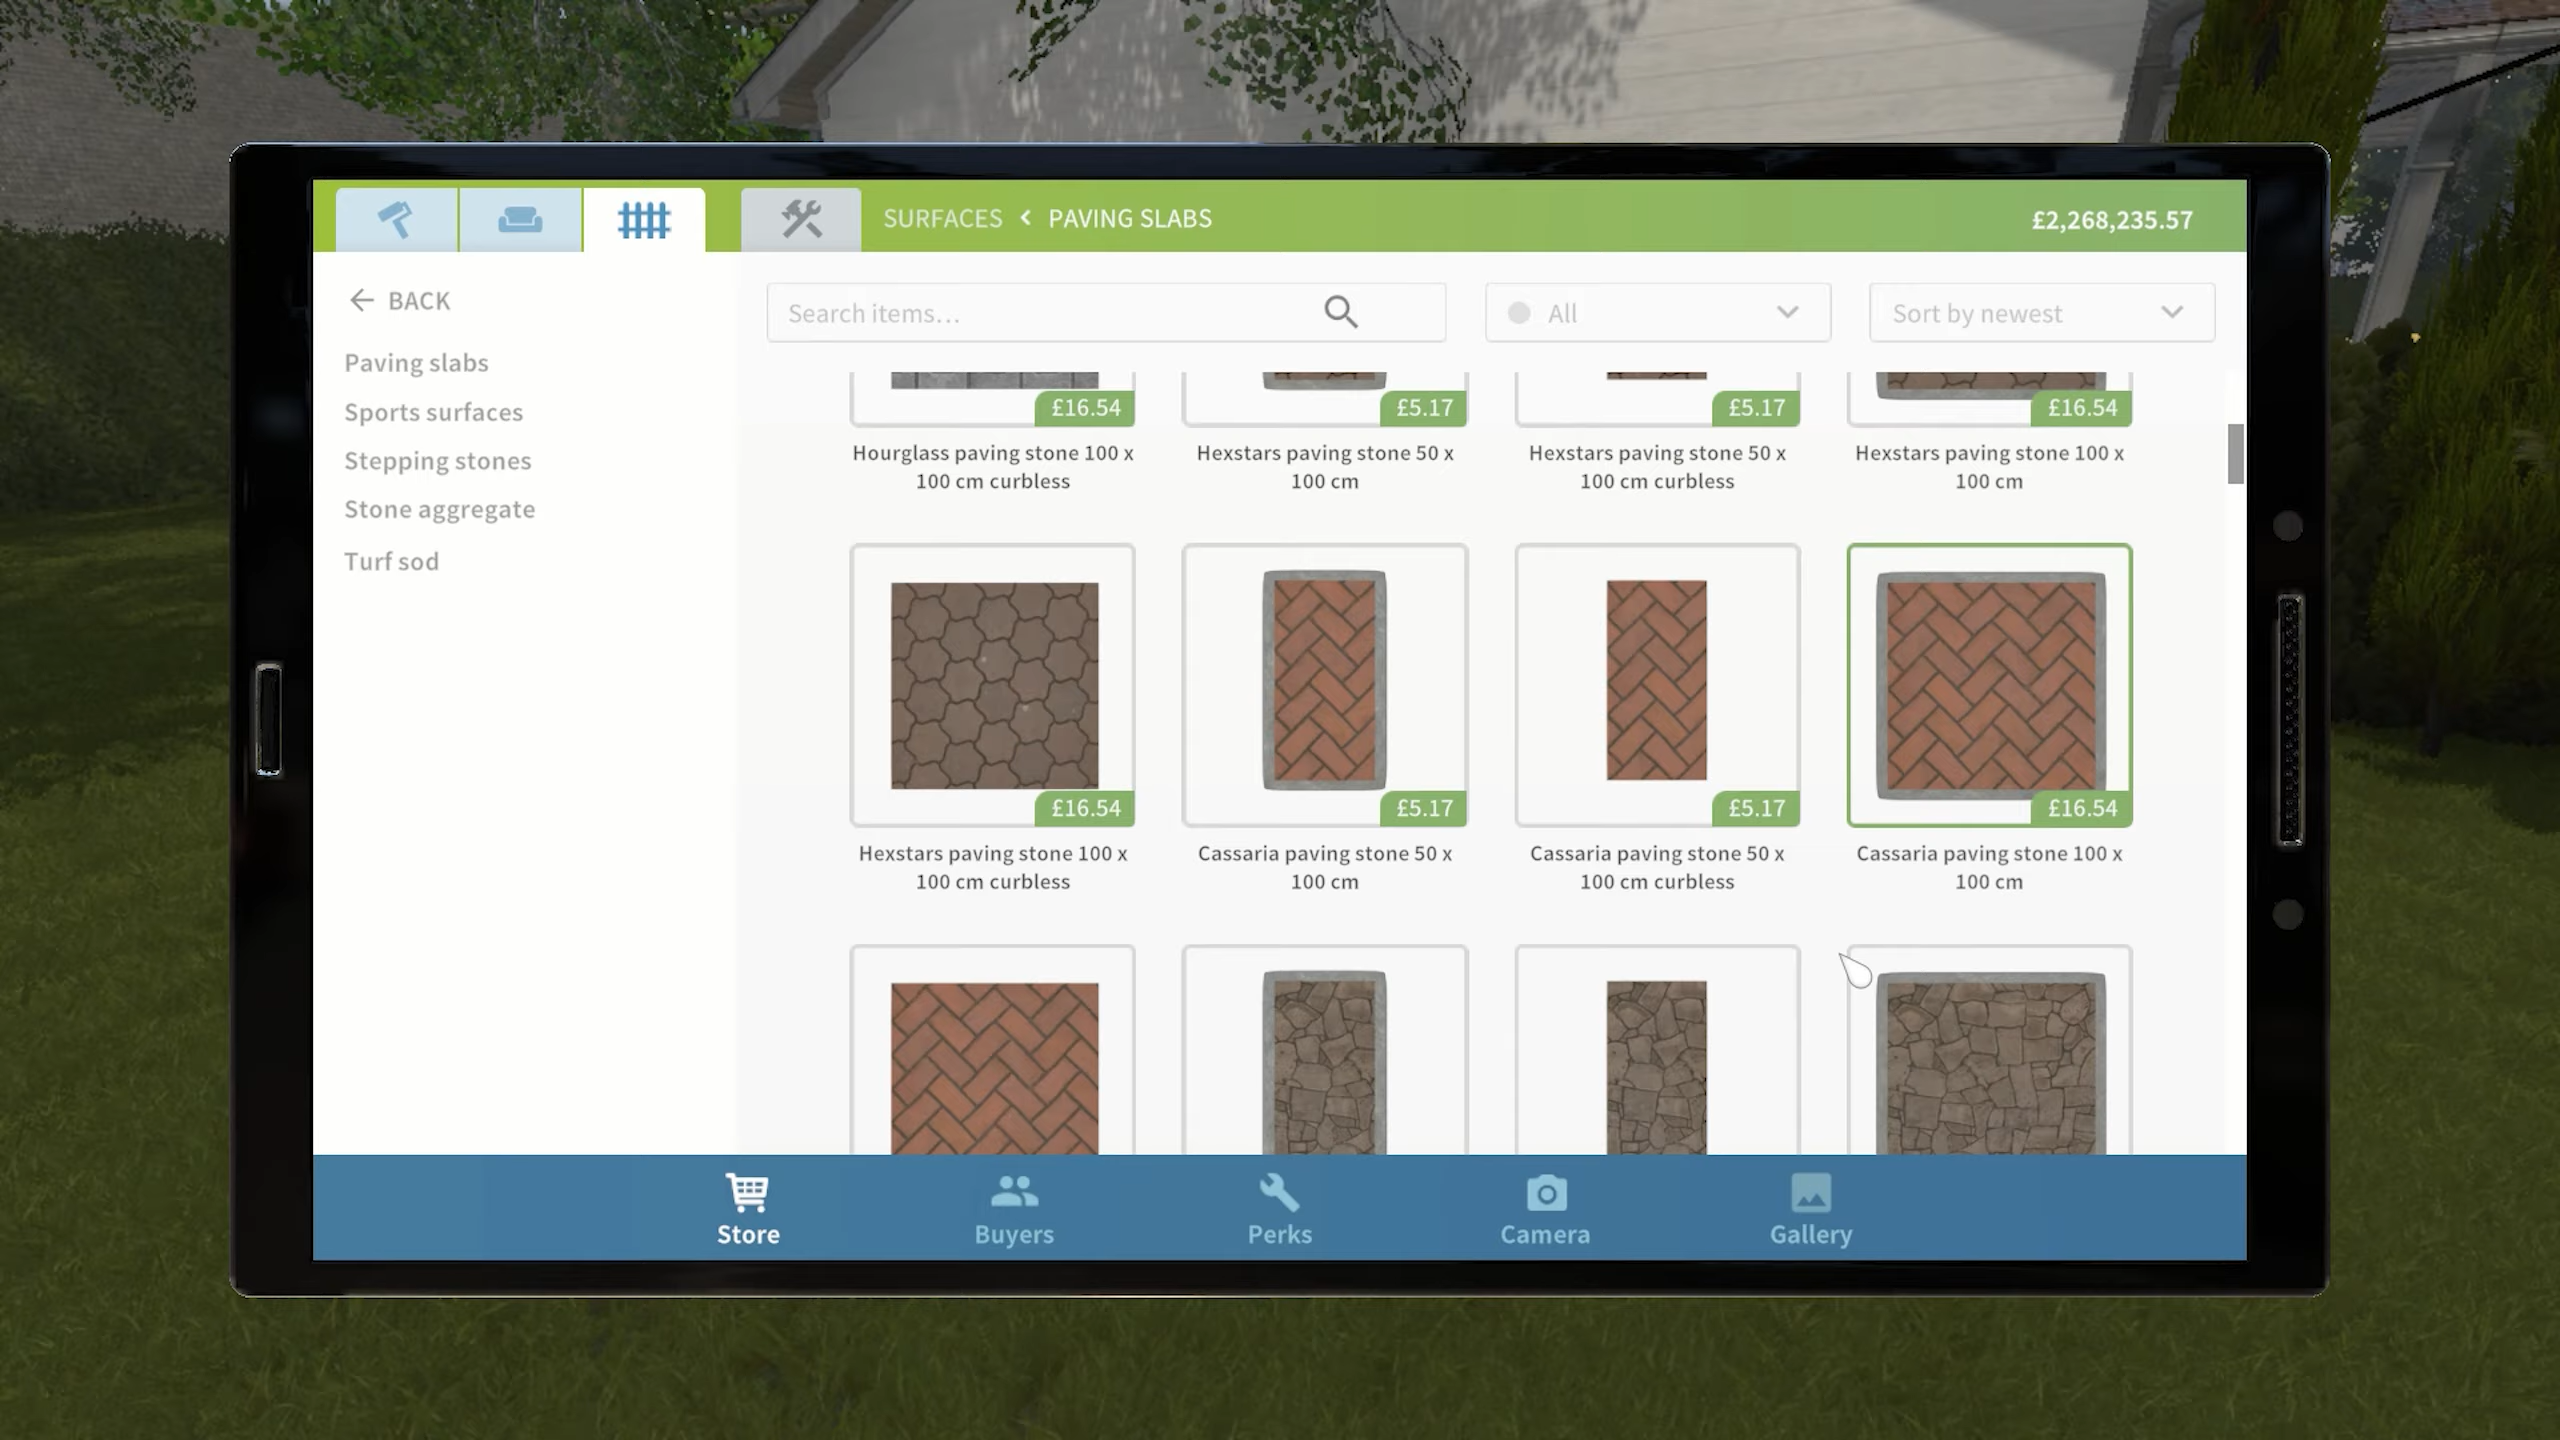 SURFACES < PAVING SLABS
£2,268,235.57
BACK
Search items...
All
Sort by newest
Paving slabs
Sports surfaces
Stepping stones
Stone aggregate
Turf sod
£16.54
£5.17
£5.17
£16.54
Hourglass paving stone 100 x
100 cm curbless
Hexstars paving stone 50 x
100 cm
Hexstars paving stone 50 x
100 cm curbless
Hexstars paving stone 100 x
100 cm
£16.54
£5.17
£5.17
£16.54
Hexstars paving stone 100 x
100 cm curbless
Cassaria paving stone 50 x
100 cm
Cassaria paving stone 50 x
100 cm curbless
Cassaria paving stone 100 x
100 cm
Store
Buyers
Perks
Camera
Gallery